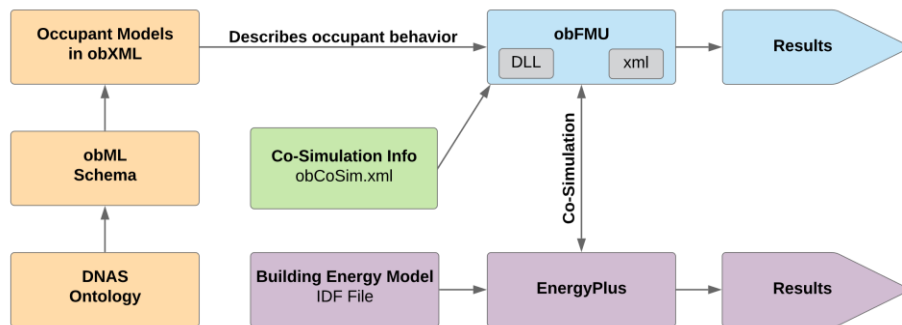 Occupant Models
in obXML
Describes occupant behavior
obFMU
DLL
xml
Results
obML
Schema
Co-Simulation Info
obCoSim.xml
Co-Simulation
DNAS
Ontology
Building Energy Model
IDF File
EnergyPlus
Results